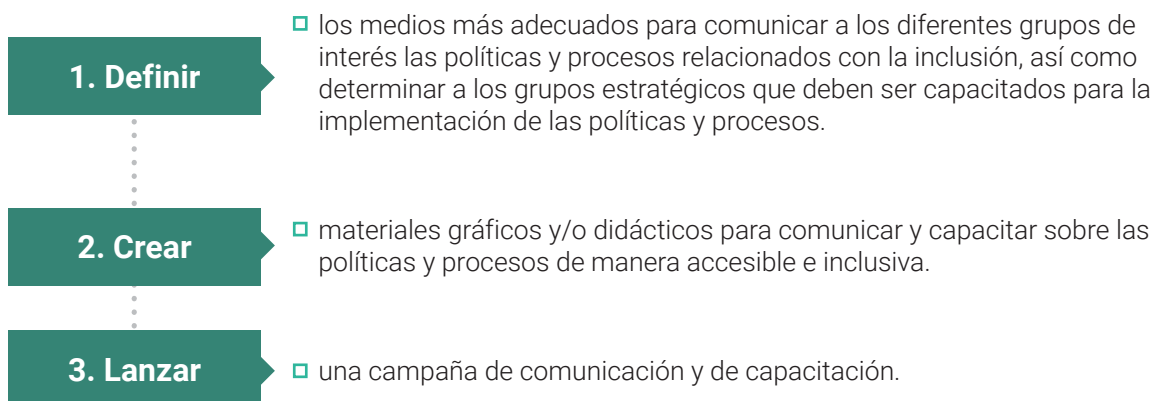 1. Definir
los medios más adecuados para comunicar a los diferentes grupos de
interés las políticas y procesos relacionados con la inclusión, así como
determinar a los grupos estratégicos que deben ser capacitados para la
implementación de las políticas y procesos.
2. Crear
materiales gráficos y/o didácticos para comunicar y capacitar sobre las
políticas y procesos de manera accesible e inclusiva.
3. Lanzar
una campaña de comunicación y de capacitación.